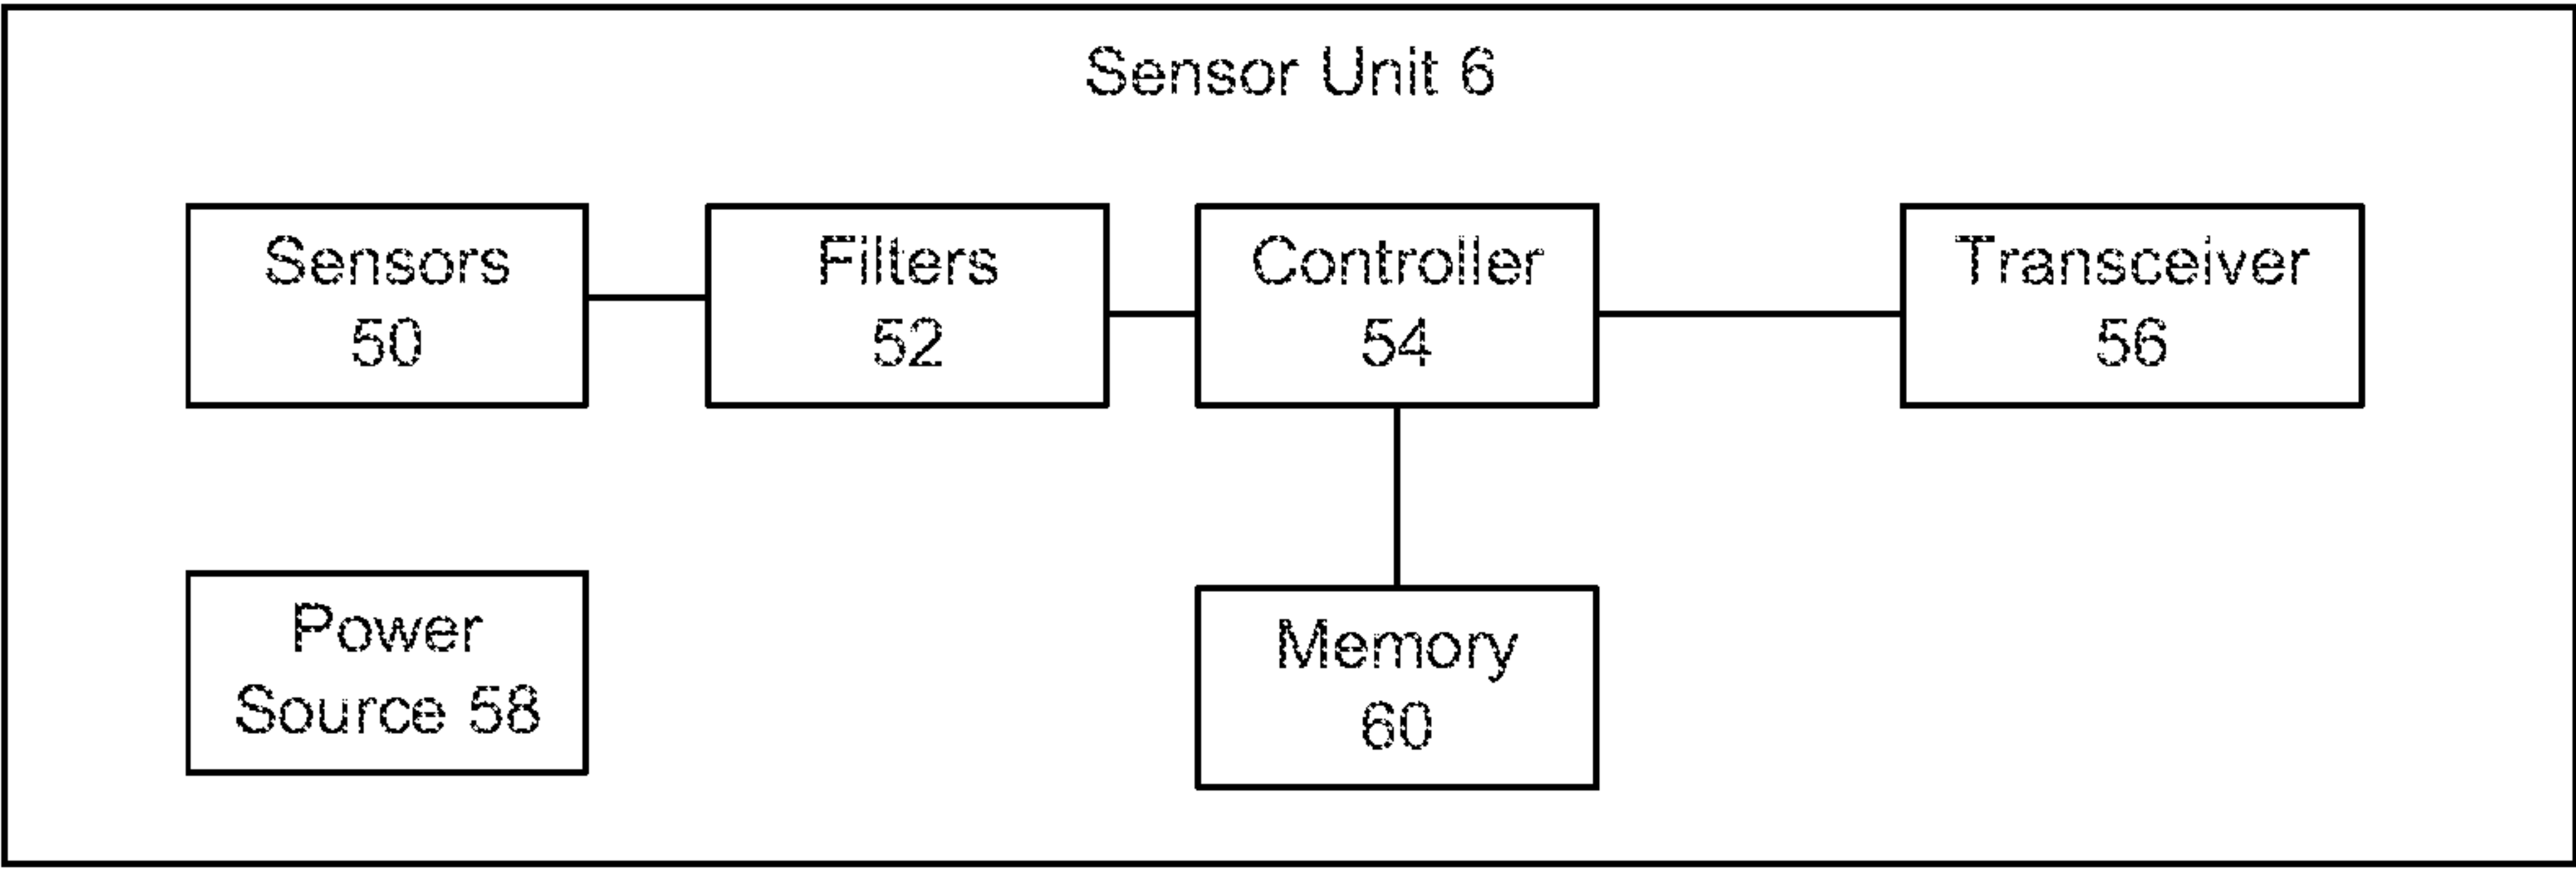 Sensor Unit 6
Sensors
50
Filters
52
Controller
54
Transceiver
56
Power
Source 58
Memory
60